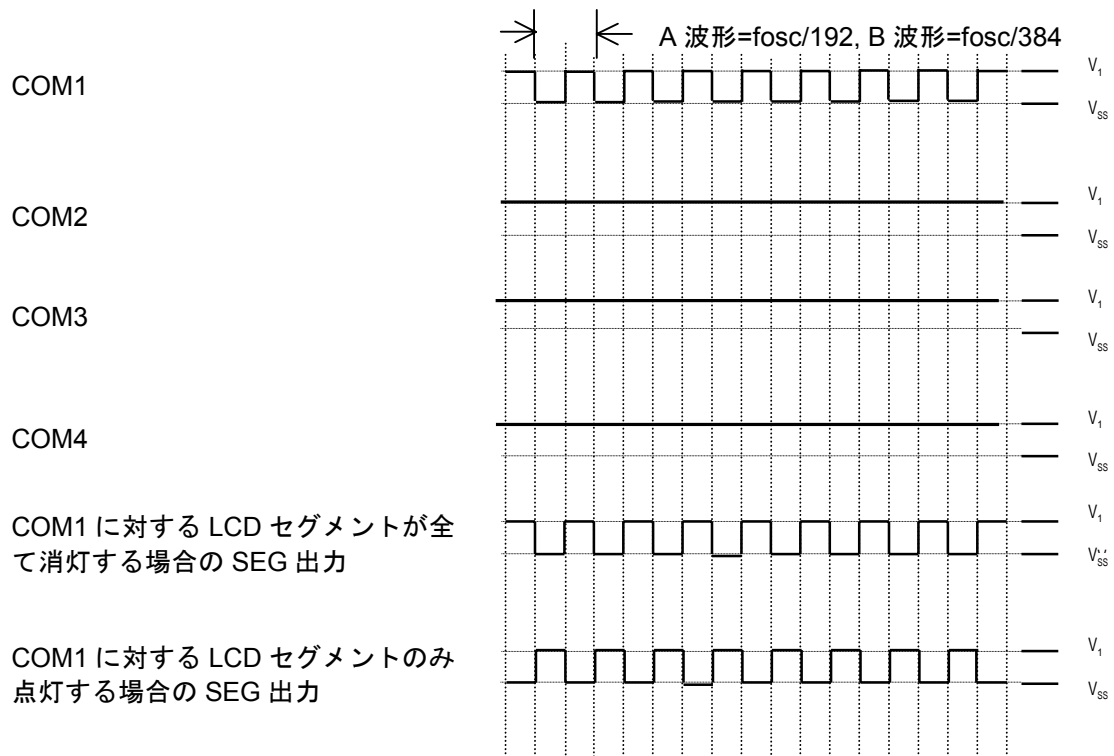 A 波形=fosc/192, B 波形=fosc/384
COM1
V1
VSS
COM2
V1
VSS
COM3
V1
VSS
COM4
V1
VSS
COM1 に対する LCD セグメントが全
て消灯する場合の SEG 出力
V1
VSS
COM1 に対する LCD セグメントのみ
点灯する場合の SEG 出力
V1
VSS